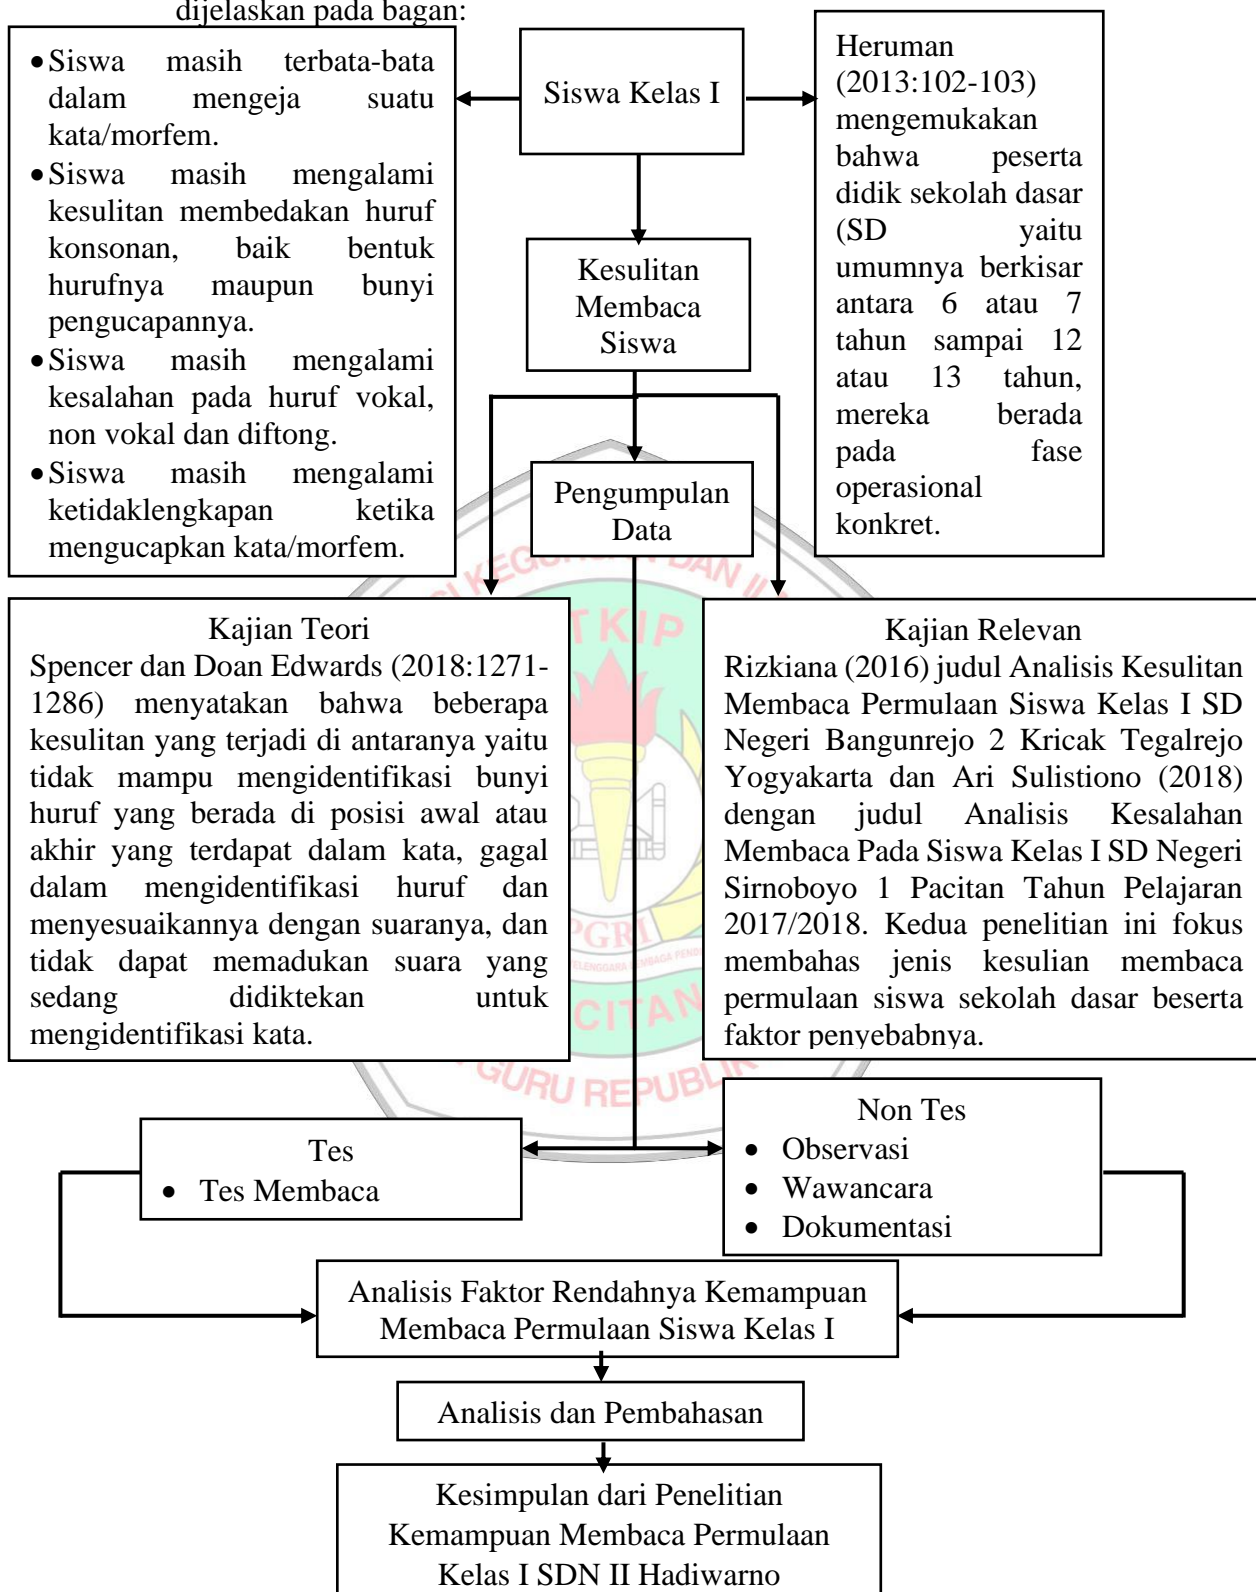 dijelaskan pada bagan:
• Siswa masih terbata-bata
dalam mengeja suatu
kata/morfem.
• Siswa masih mengalami
kesulitan membedakan huruf
konsonan, baik bentuk
hurufnya maupun bunyi
pengucapannya.
• Siswa masih mengalami
kesalahan pada huruf vokal,
non vokal dan diftong.
• Siswa masih mengalami
ketidaklengkapan ketika
mengucapkan kata/morfem.
Siswa Kelas I
Heruman
(2013:102-103)
mengemukakan
bahwa peserta
didik sekolah dasar
(SD yaitu
umumnya berkisar
antara 6 atau 7
tahun sampai 12
atau 13 tahun,
mereka berada
pada fase
operasional
konkret.
Kesulitan
Membaca
Siswa
Pengumpulan
Data
Kajian Teori
Spencer dan Doan Edwards (2018:1271-
1286) menyatakan bahwa beberapa
kesulitan yang terjadi di antaranya yaitu
tidak mampu mengidentifikasi bunyi
huruf yang berada di posisi awal atau
akhir yang terdapat dalam kata, gagal
dalam mengidentifikasi huruf dan
menyesuaikannya dengan suaranya, dan
tidak dapat memadukan suara yang
sedang didiktekan untuk
mengidentifikasi kata.
Kajian Relevan
Rizkiana (2016) judul Analisis Kesulitan
Membaca Permulaan Siswa Kelas I SD
Negeri Bangunrejo 2 Kricak Tegalrejo
Yogyakarta dan Ari Sulistiono (2018)
dengan judul Analisis Kesalahan
Membaca Pada Siswa Kelas I SD Negeri
Sirnoboyo 1 Pacitan Tahun Pelajaran
2017/2018. Kedua penelitian ini fokus
membahas jenis kesulian membaca
permulaan siswa sekolah dasar beserta
faktor penyebabnya.
TKIP
PGRI
CITAN
GURU REPUBLIK
Tes
• Tes Membaca
Non Tes
• Observasi
• Wawancara
• Dokumentasi
Analisis Faktor Rendahnya Kemampuan
Membaca Permulaan Siswa Kelas I
Analisis dan Pembahasan
Kesimpulan dari Penelitian
Kemampuan Membaca Permulaan
Kelas I SDN II Hadiwarno